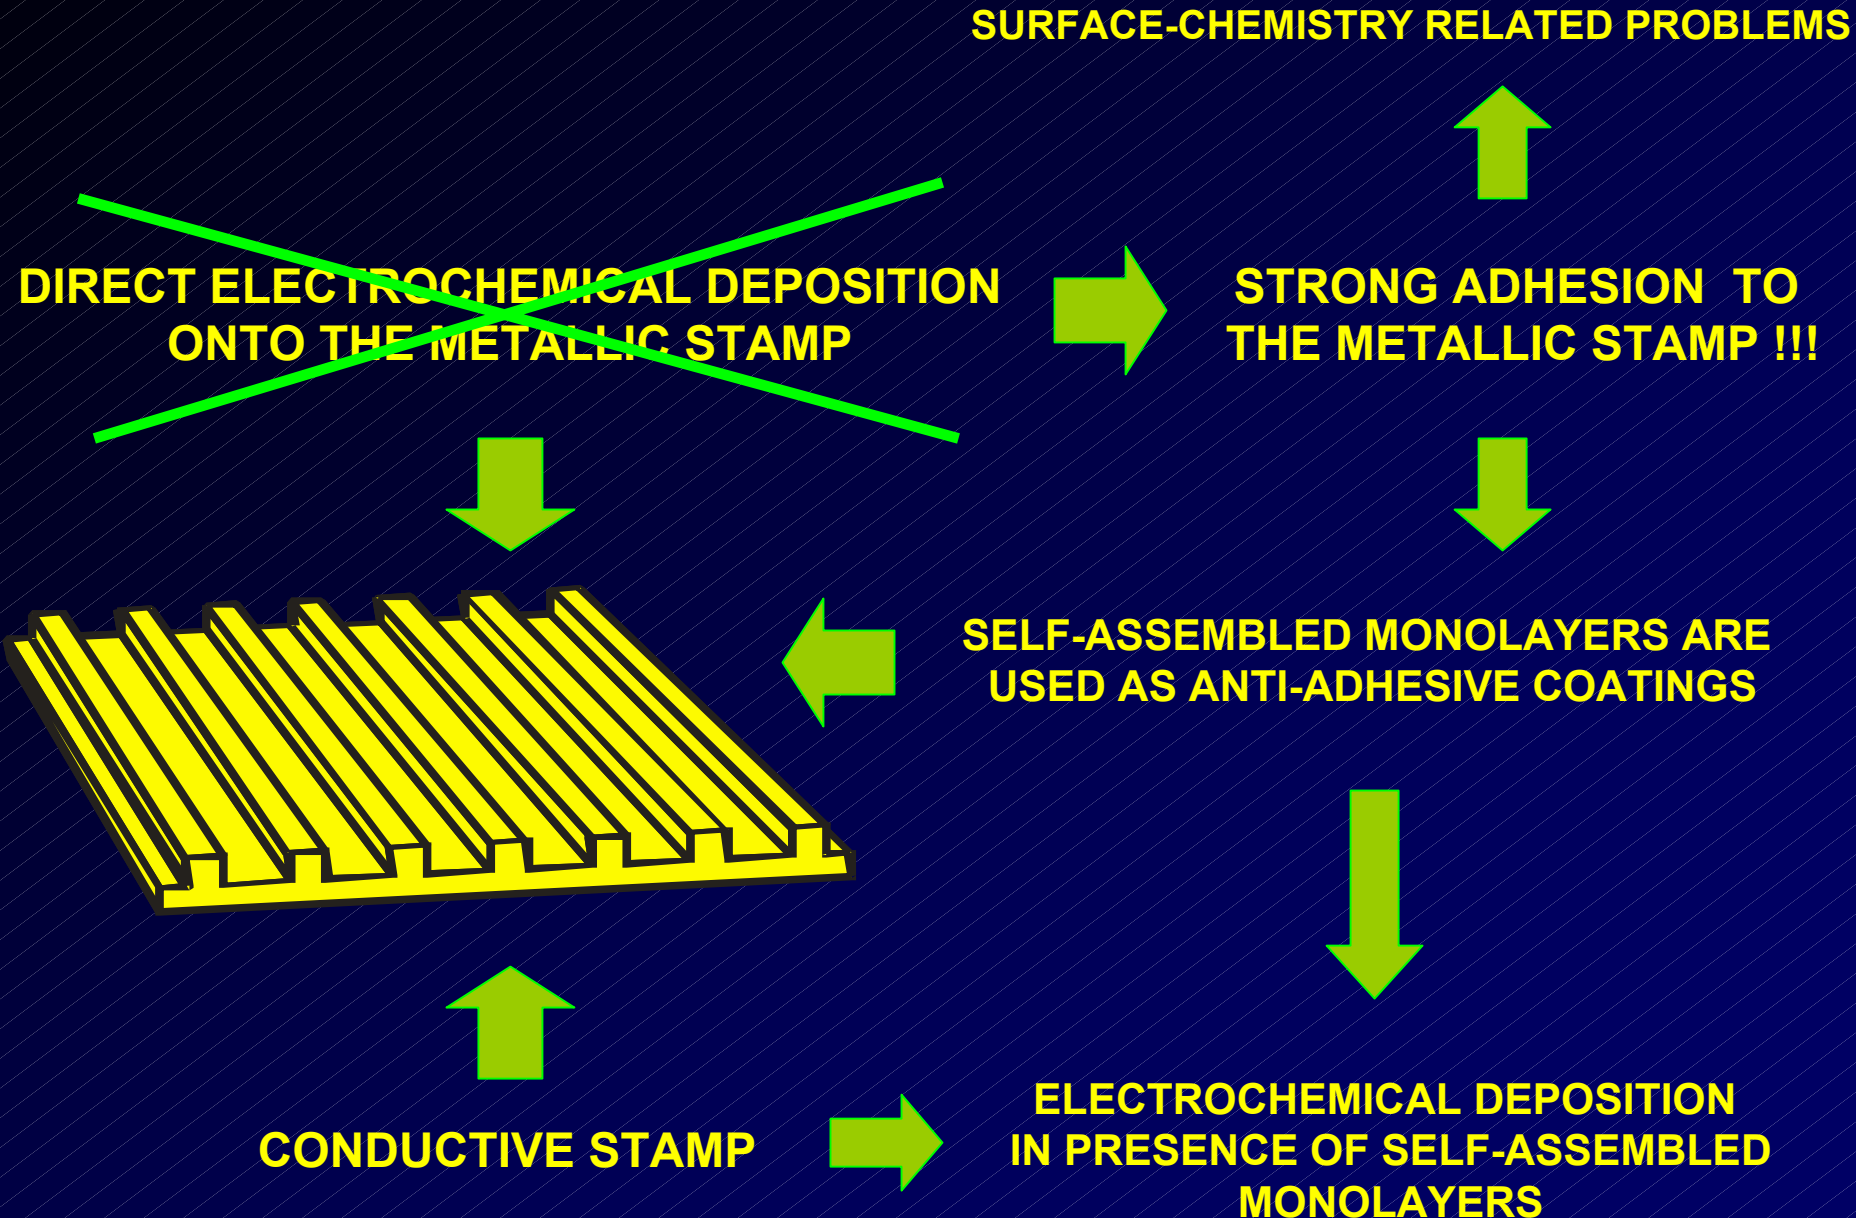 SURFACE-CHEMISTRY RELATED PROBLEMS
DIRECT ELECTROCHEMICAL DEPOSITION
ONTO THE METALLIC STAMP
STRONG ADHESION TO
THE METALLIC STAMP !!!
SELF-ASSEMBLED MONOLAYERS ARE
USED AS ANTI-ADHESIVE COATINGS
CONDUCTIVE STAMP
ELECTROCHEMICAL DEPOSITION
IN PRESENCE OF SELF-ASSEMBLED
MONOLAYERS